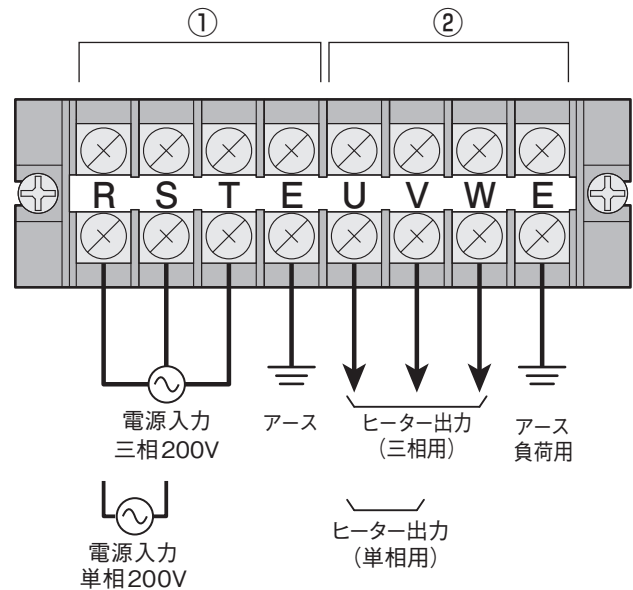 ① ②
R S T E U V W E
電源入力
三相200V
アース
ヒーター出力
（三相用）
アース
負荷用
電源入力
単相200V
ヒーター出力
（単相用）